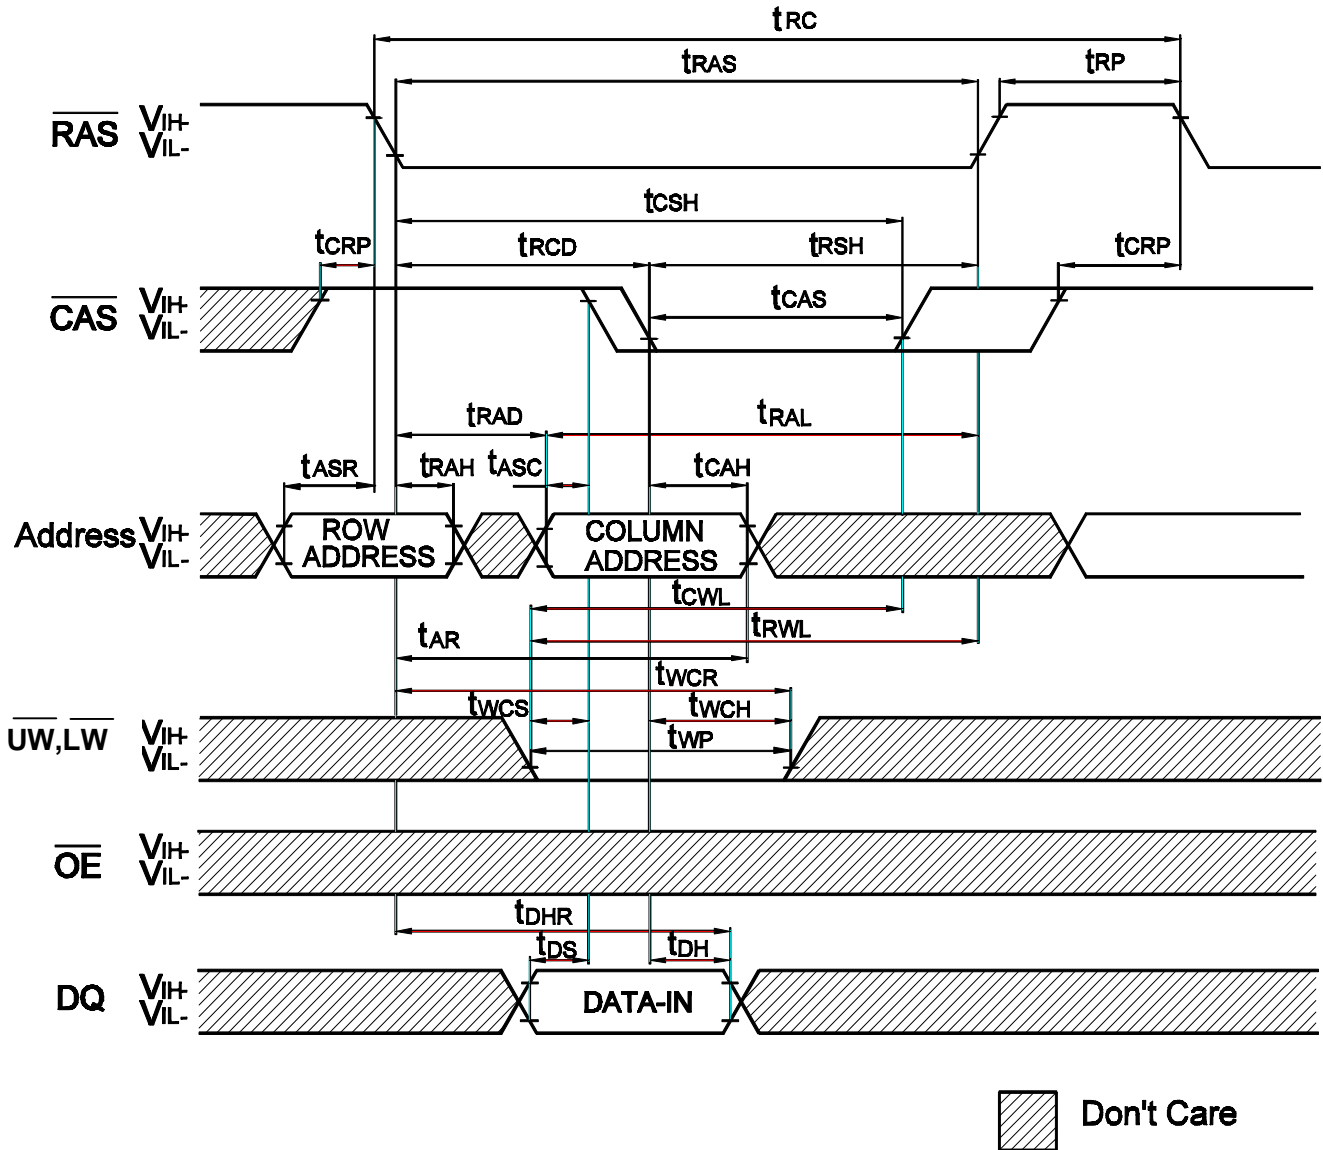 tRC
tRAS
tRP
RAS
VIH-
VIL-
tCSH
tCRP
tRCD
tRSH
tCRP
CAS
VIH-
VIL-
tCAS
tRAD
tRAL
tASR
tRAH
tASC
tCAH
Address
VIH-
VIL-
ROW
ADDRESS
COLUMN
ADDRESS
tCWL
tRWL
tAR
tWCR
tWCS
tWCH
UW,LW
VIH-
VIL-
tWP
OE
VIH-
VIL-
tDHR
tDS
tDH
DQ
VIH-
VIL-
DATA-IN
Don't Care